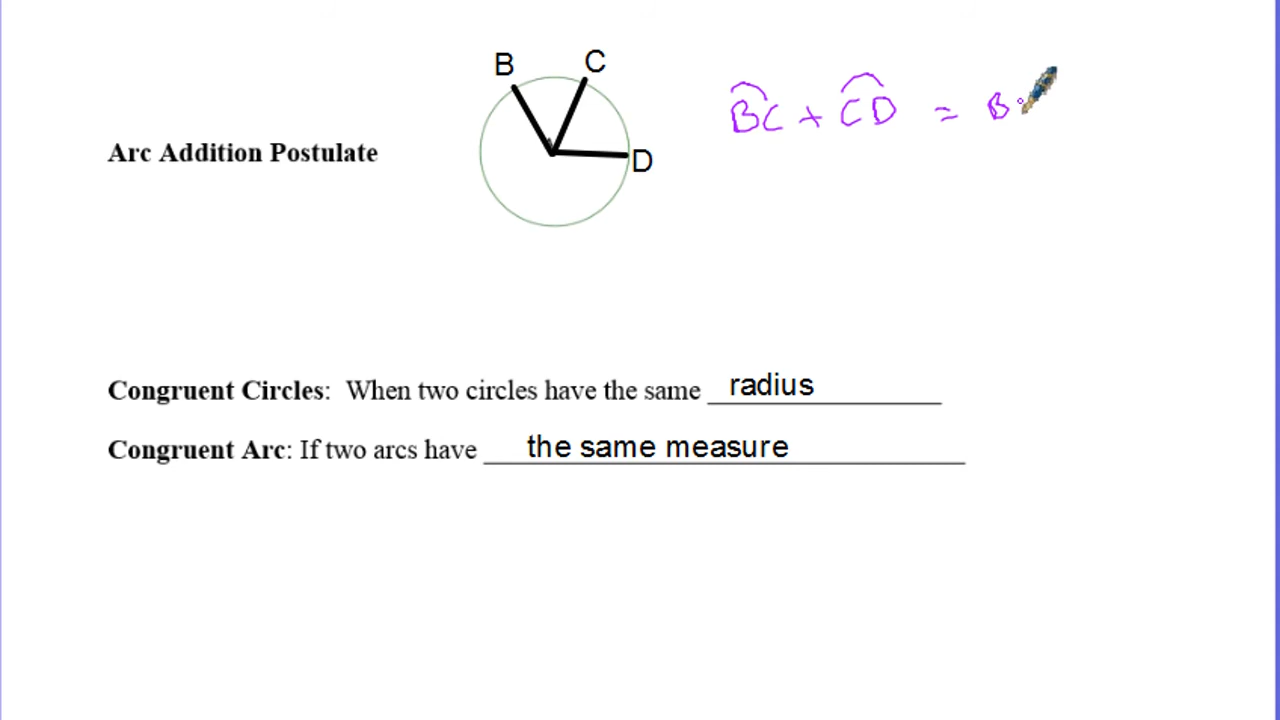 B C
BC + CD = B
Arc Addition Postulate
D
Congruent Circles: When two circles have the same radius
Congruent Arc: If two arcs have the same measure